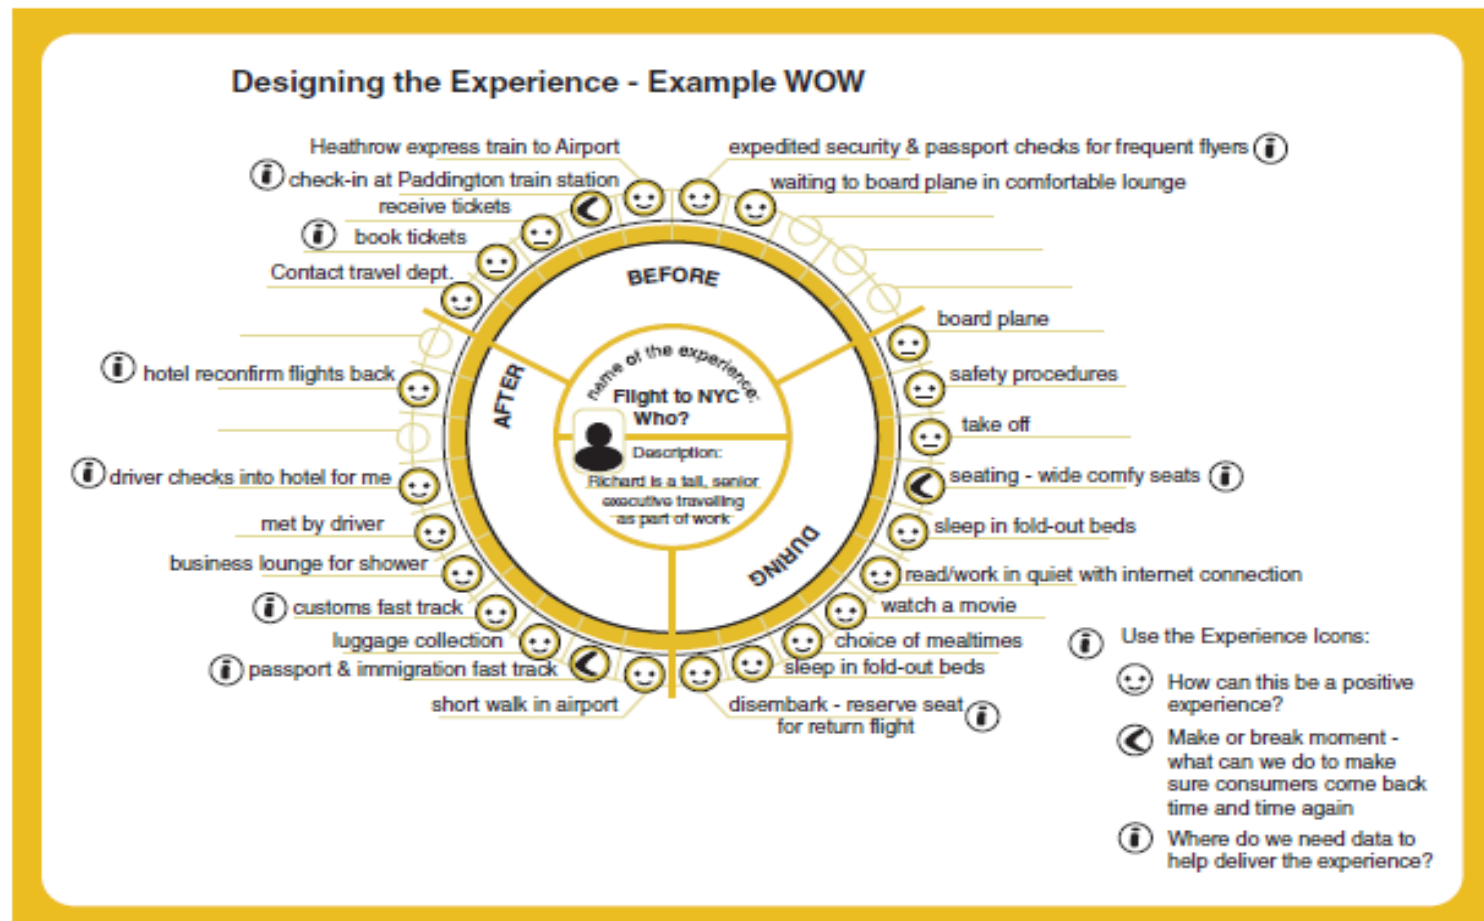 Designing the Experience - Example WOW
Heathrow express train to Airport
check-in at Paddington train station
receive tickets
book tickets
Contact travel dept.
expedited security & passport checks for frequent flyers
waiting to board plane in comfortable lounge
BEFORE
board plane
safety procedures
take off
seating - wide comfy seats
sleep in fold-out beds
read/work in quiet with internet connection
watch a movie
choice of mealtimes
sleep in fold-out beds
disembark - reserve seat
for return flight
DURING
hotel reconfirm flights back
driver checks into hotel for me
met by driver
business lounge for shower
customs fast track
luggage collection
passport & immigration fast track
short walk in airport
AFTER
name of the experience:
Flight to NYC
Who?
Description:
Richard is a tall, senior
executive travelling
as part of work
Use the Experience Icons:
How can this be a positive
experience?
Make or break moment -
what can we do to make
sure consumers come back
time and time again
Where do we need data to
help deliver the experience?